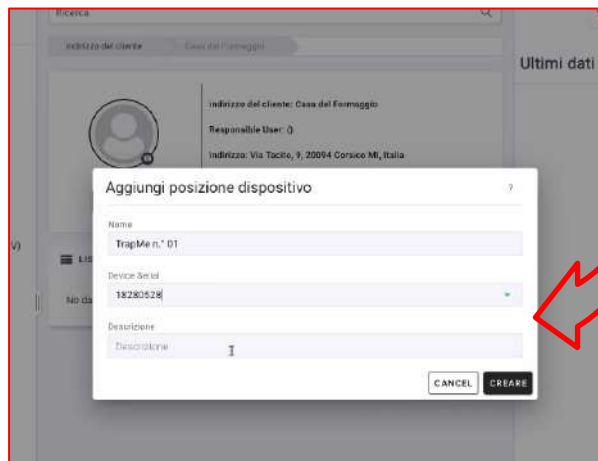 Ricerca
indirizzo del cliente
Casa del Formaggio
Ultimi dati
indirizzo del cliente: Casa del Formaggio
Responsible User: ()
Indirizzo: Via Tacito, 9, 20094 Corsico MI, Italia
Aggiungi posizione dispositivo
?
Name
TrapMe n.° 01
V)
LIS
Device Serial
18280528
No da
Descrizione
Descrizione
CANCEL
CREARE